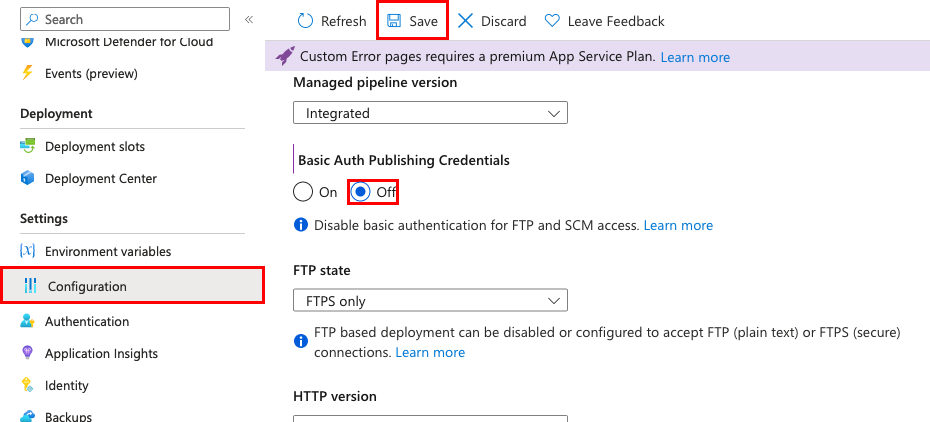 Search
«
Microsoft Defender for Cloud
Events (preview)
Deployment
Deployment slots
Deployment Center
Settings
Environment variables
Configuration
Authentication
Application Insights
Identity
Backups
Refresh
Save
Discard
Leave Feedback
Custom Error pages requires a premium App Service Plan. Learn more
Managed pipeline version
Integrated
Basic Auth Publishing Credentials
On
Off
Disable basic authentication for FTP and SCM access. Learn more
FTP state
FTPS only
FTP based deployment can be disabled or configured to accept FTP (plain text) or FTPS (secure)
connections. Learn more
HTTP version